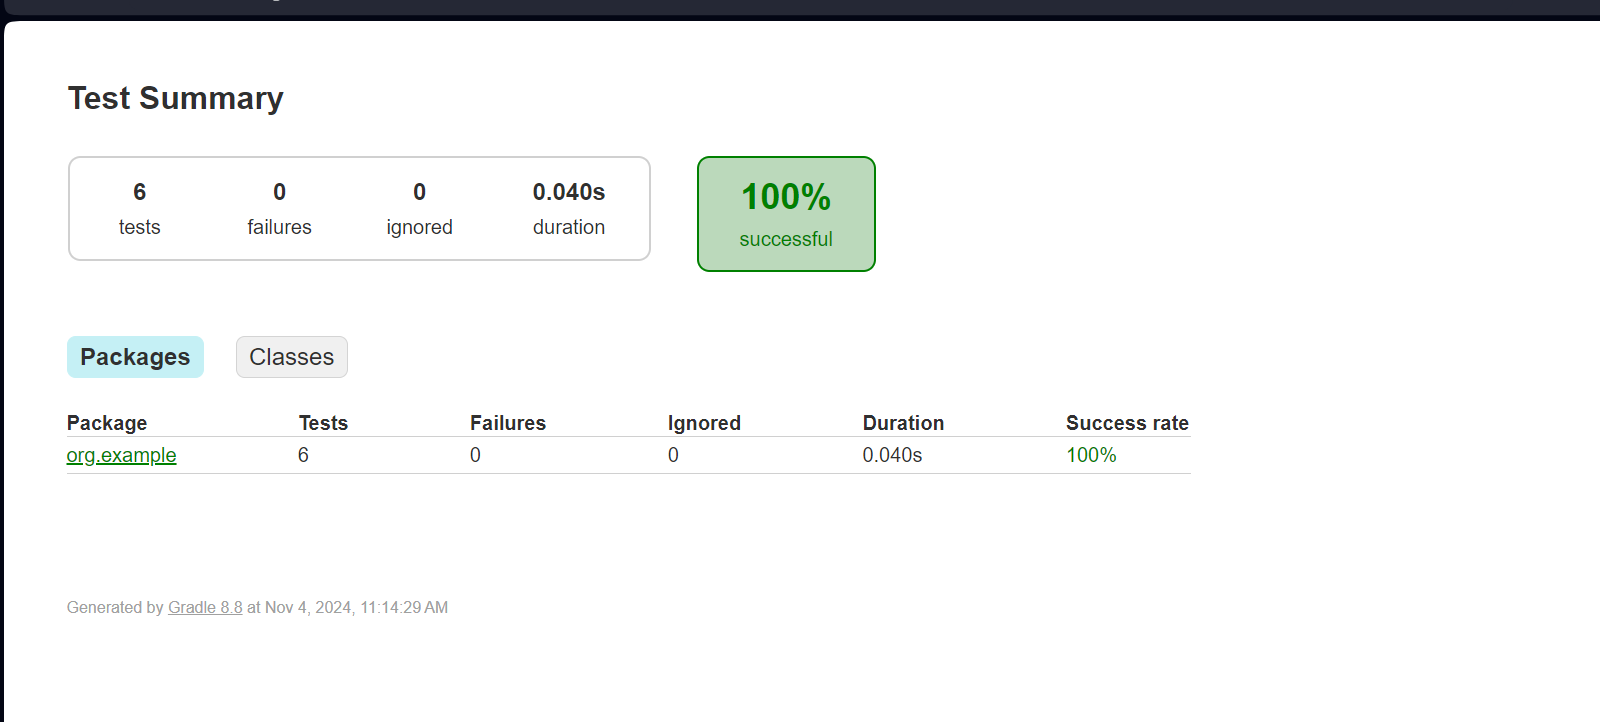 Test Summary
6 0 0 0.040s
tests failures ignored duration
100%
successful
Packages Classes
Package Tests Failures Ignored Duration Success rate
org.example 6 0 0 0.040s 100%
Generated by Gradle 8.8 at Nov 4, 2024, 11:14:29 AM